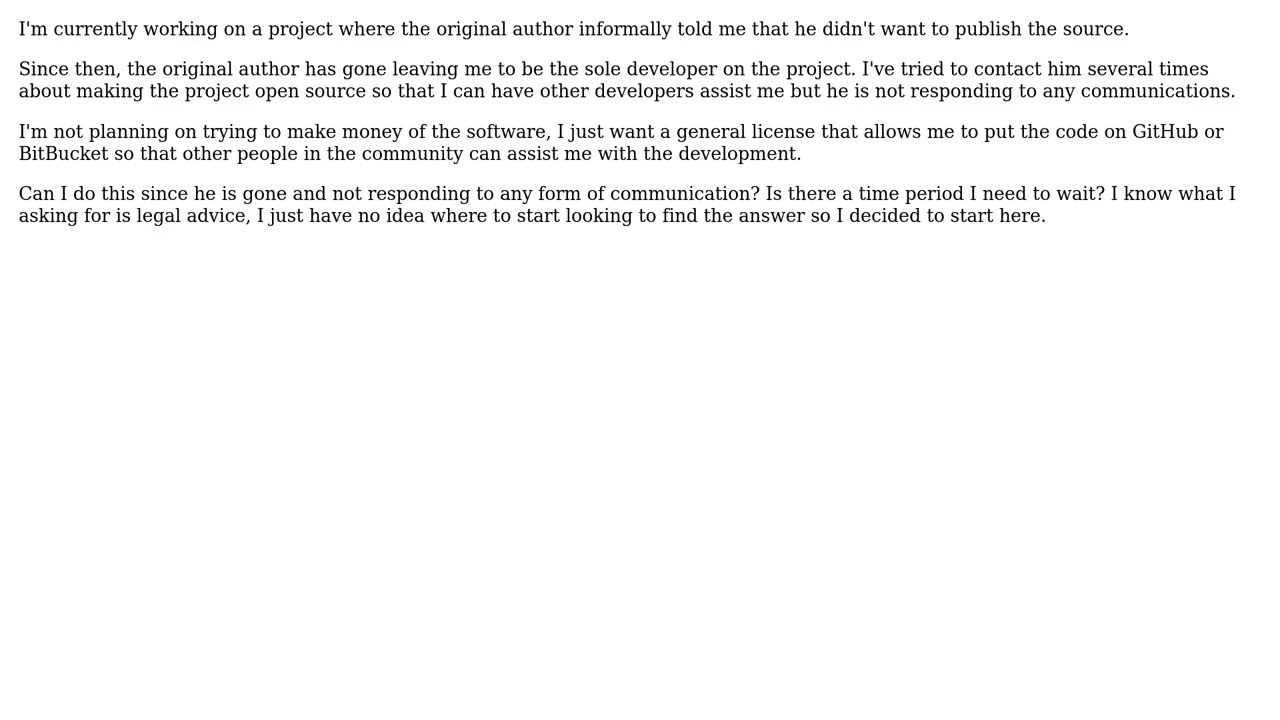 I'm currently working on a project where the original author informally told me that he didn't want to publish the source.
Since then, the original author has gone leaving me to be the sole developer on the project. I've tried to contact him several times
about making the project open source so that I can have other developers assist me but he is not responding to any communications.
I'm not planning on trying to make money of the software, I just want a general license that allows me to put the code on GitHub or
BitBucket so that other people in the community can assist me with the development.
Can I do this since he is gone and not responding to any form of communication? Is there a time period I need to wait? I know what I
asking for is legal advice, I just have no idea where to start looking to find the answer so I decided to start here.